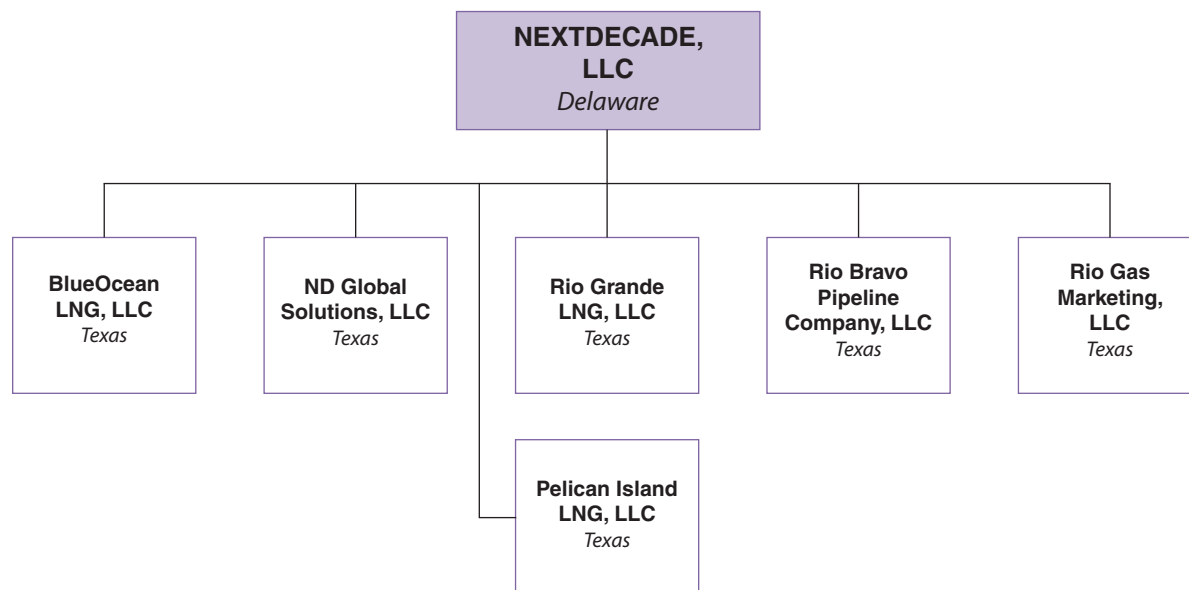 NEXTDECADE,
LLC
Delaware
BlueOcean
LNG, LLC
Texas
ND Global
Solutions, LLC
Texas
Rio Grande
LNG, LLC
Texas
Rio Bravo
Pipeline
Company, LLC
Texas
Rio Gas
Marketing,
LLC
Texas
Pelican Island
LNG, LLC
Texas